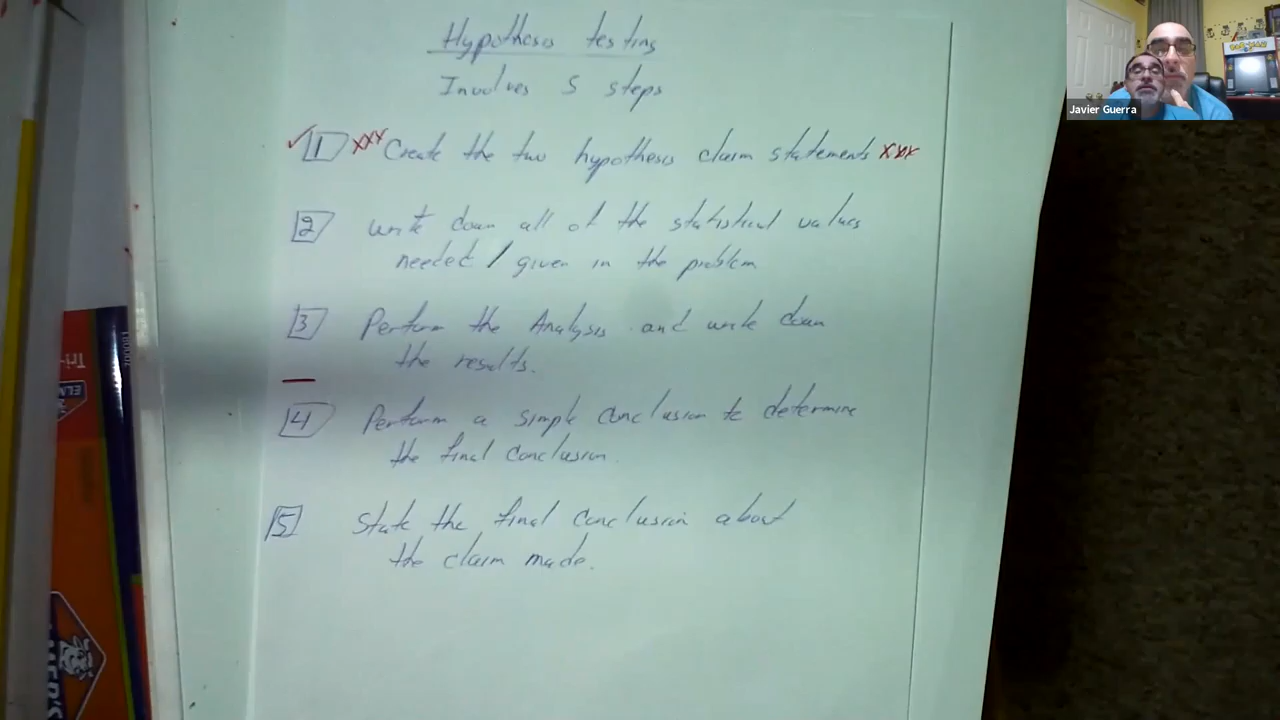 Hypothesis testing
Involves 5 steps
1 xxx Create the two hypothesis claim statements xxx
2 write down all of the statistical values
needed / given in the problem
3 Perform the Analysis and write down
the results.
4 Perform a simple conclusion to determine
the final conclusion.
5 State the final conclusion about
the claim made.
Javier Guerra
Tri-
ELM